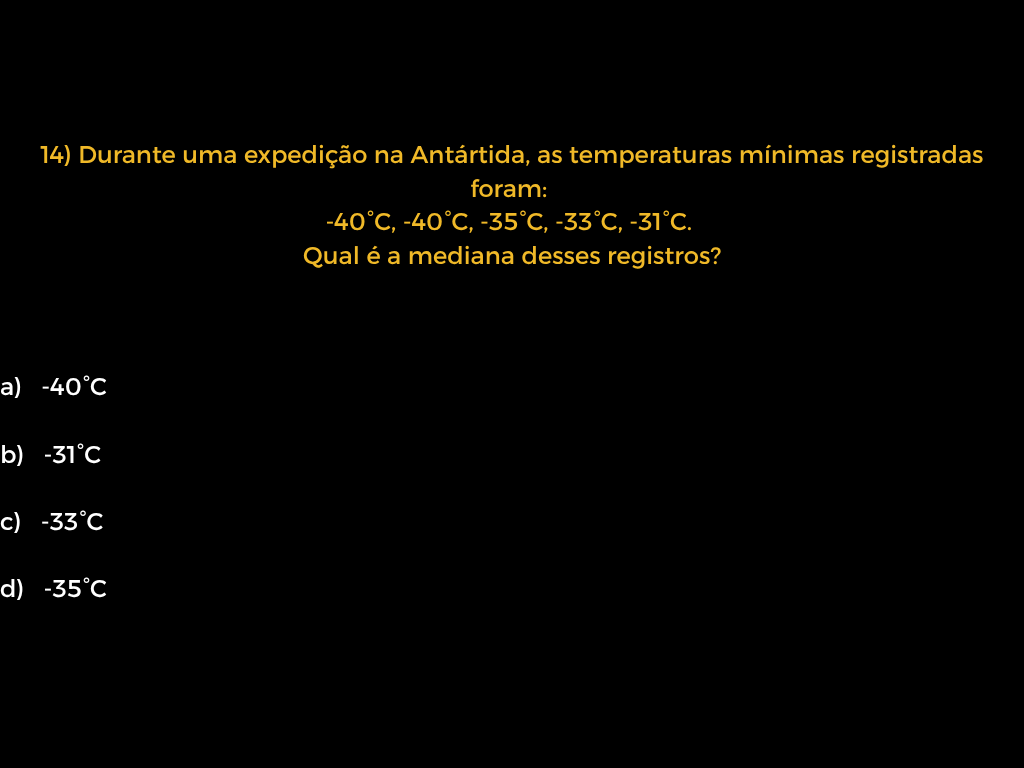 14) Durante uma expedição na Antártida, as temperaturas mínimas registradas
foram:
-40°C, -40°C, -35°C, -33°C, -31°C.
Qual é a mediana desses registros?
a) -40°C
b) -31°C
c) -33°C
d) -35°C